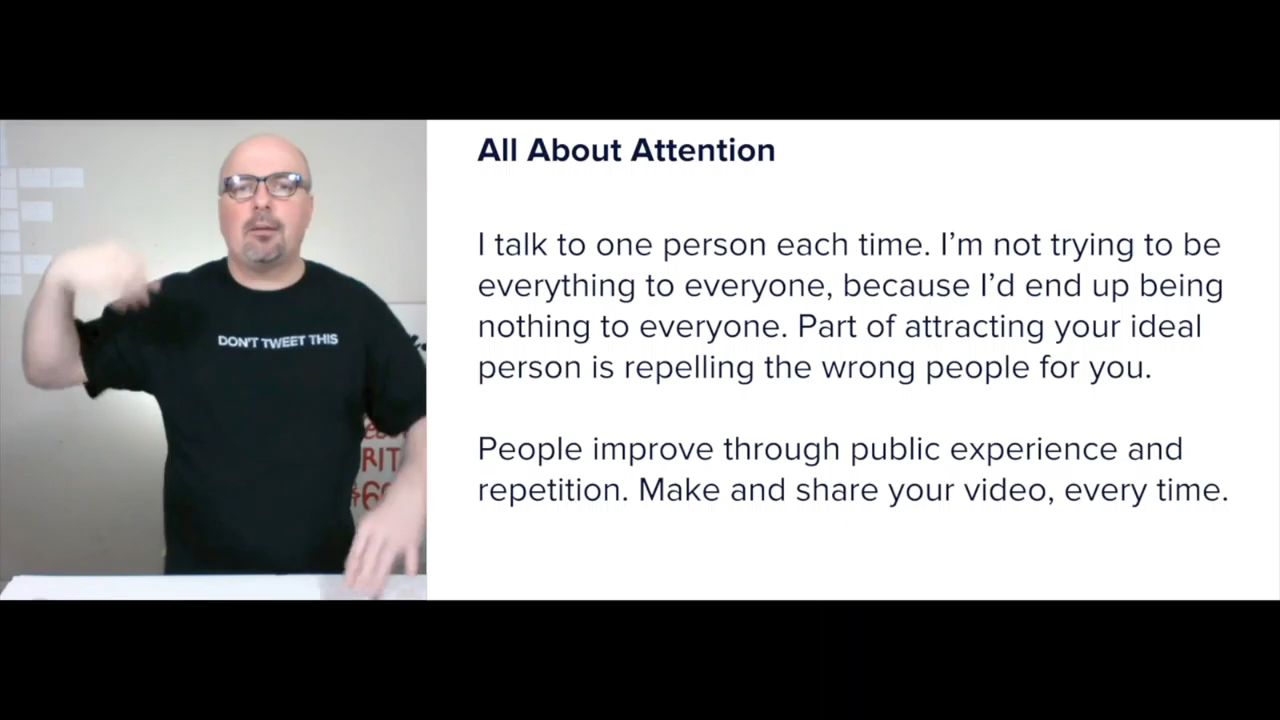 All About Attention
I talk to one person each time. I’m not trying to be
everything to everyone, because I’d end up being
nothing to everyone. Part of attracting your ideal
person is repelling the wrong people for you.
People improve through public experience and
repetition. Make and share your video, every time.
DON'T TWEET THIS